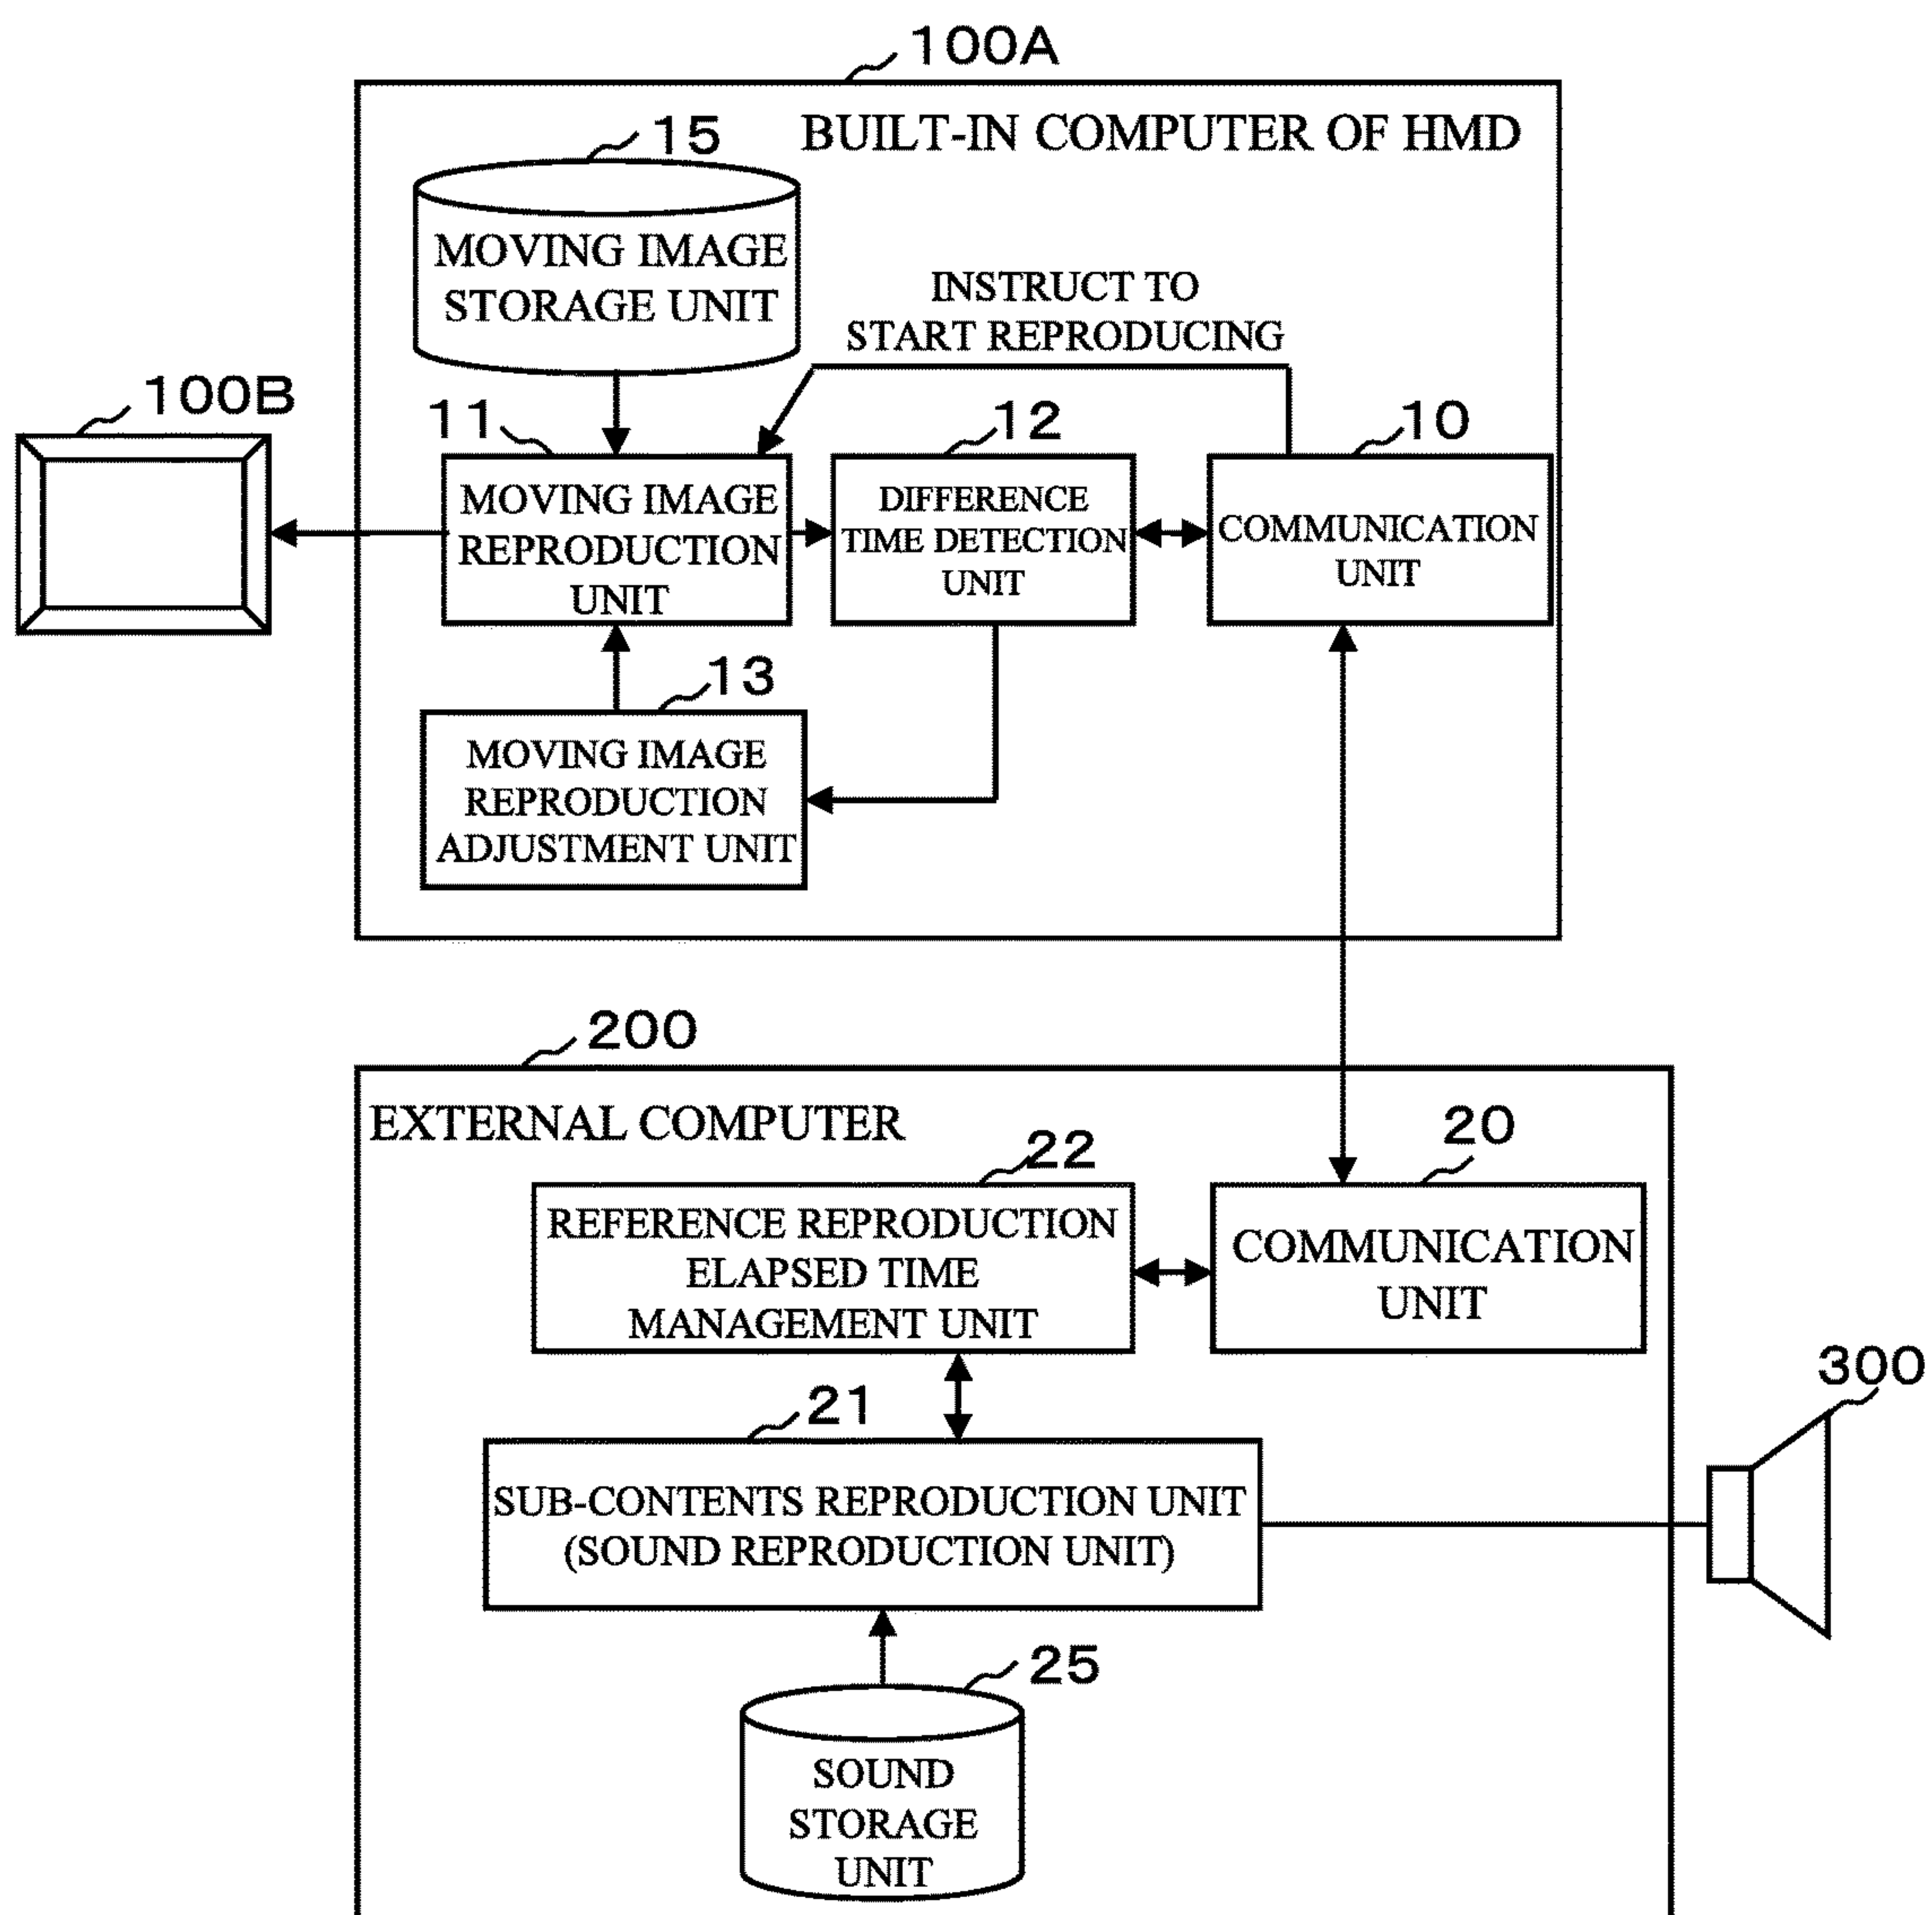 100A
BUILT-IN COMPUTER OF HMD
15
MOVING IMAGE
STORAGE UNIT
INSTRUCT TO
START REPRODUCING
100B
11
12
10
MOVING IMAGE
REPRODUCTION
UNIT
DIFFERENCE
TIME DETECTION
UNIT
COMMUNICATION
UNIT
13
MOVING IMAGE
REPRODUCTION
ADJUSTMENT UNIT
200
EXTERNAL COMPUTER
22
20
REFERENCE REPRODUCTION
ELAPSED TIME
MANAGEMENT UNIT
COMMUNICATION
UNIT
300
21
SUB-CONTENTS REPRODUCTION UNIT
(SOUND REPRODUCTION UNIT)
25
SOUND
STORAGE
UNIT